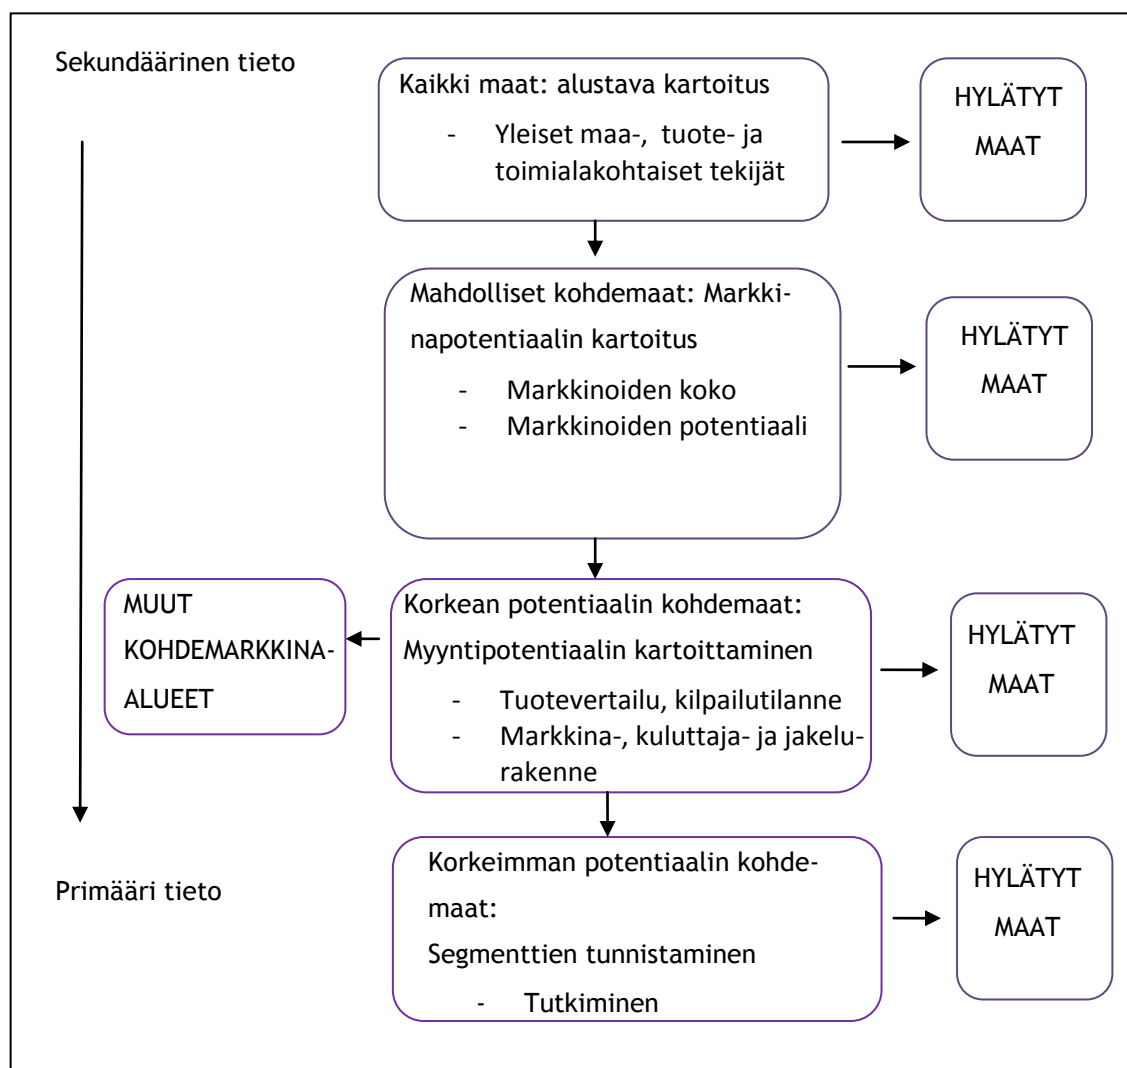 Sekundäärinen tieto
Kaikki maat: alustava kartoitus
- Yleiset maa-, tuote- ja
toimialakohtaiset tekijät
HYLÄTYT
MAAT
Mahdolliset kohdemaat: Markki-
napotentiaalin kartoitus
- Markkinoiden koko
- Markkinoiden potentiaali
HYLÄTYT
MAAT
MUUT
KOHDEMARKKINA-
ALUEET
Korkean potentiaalin kohdemaat:
Myyntipotentiaalin kartoittaminen
- Tuotevertailu, kilpailutilanne
- Markkina-, kuluttaja- ja jakelu-
rakenne
HYLÄTYT
MAAT
Primääri tieto
Korkeimman potentiaalin kohde-
maat:
Segmenttien tunnistaminen
- Tutkiminen
HYLÄTYT
MAAT